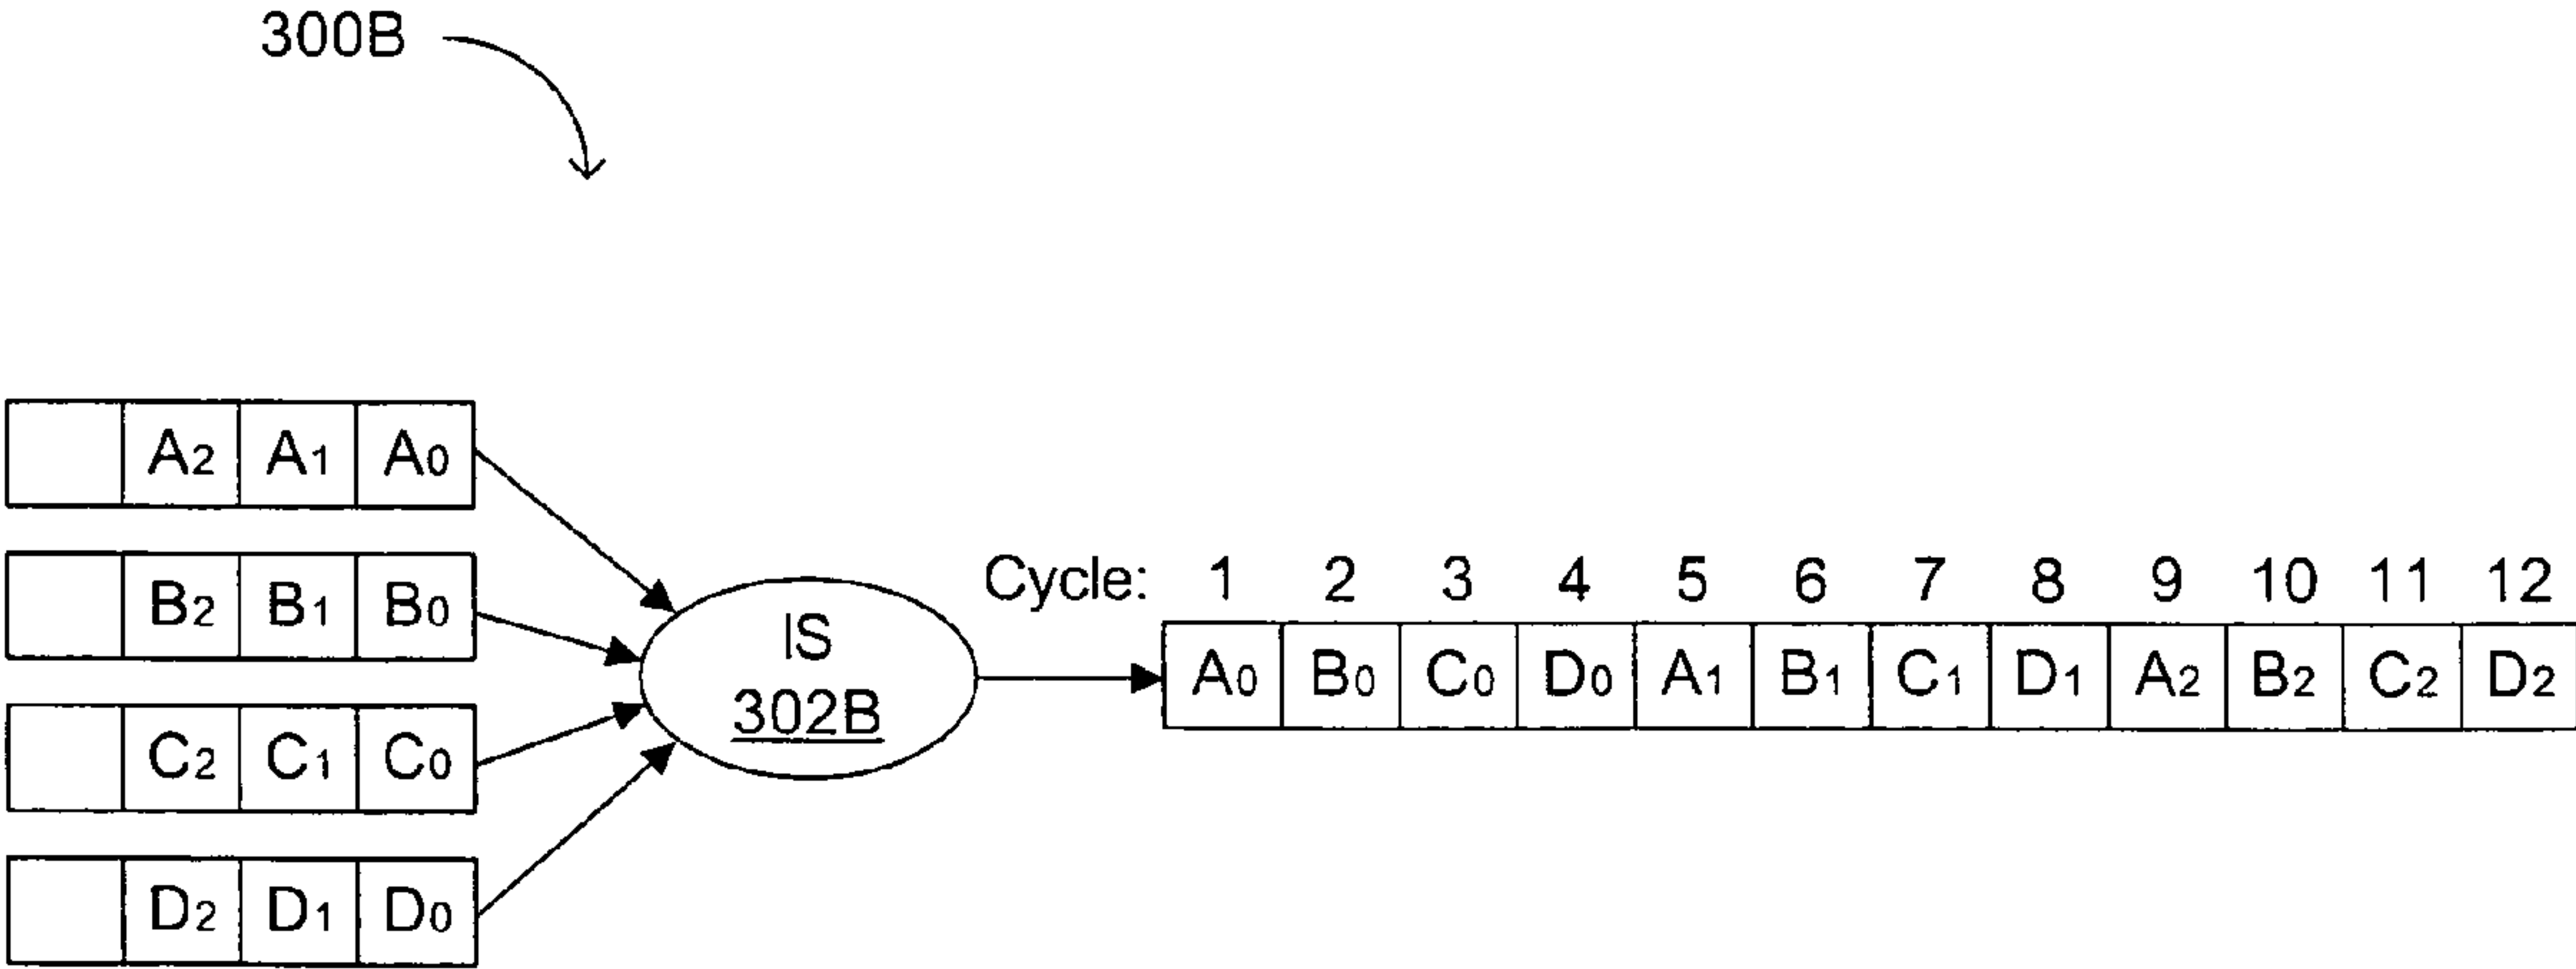 300B
A2 A1 A0
B2 B1 B0
C2 C1 C0
D2 D1 D0
IS
302B
Cycle: 1 2 3 4 5 6 7 8 9 10 11 12
A0 B0 C0 D0 A1 B1 C1 D1 A2 B2 C2 D2